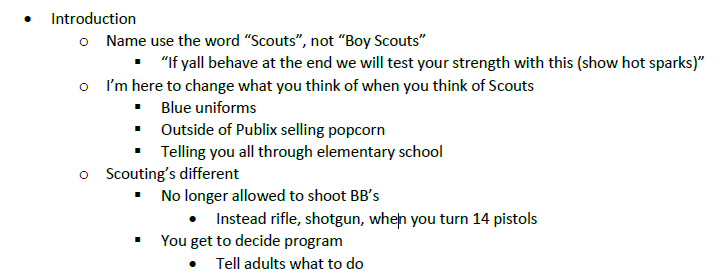 • Introduction
o Name use the word “Scouts”, not “Boy Scouts”
▪ “If yall behave at the end we will test your strength with this (show hot sparks)”
o I’m here to change what you think of when you think of Scouts
▪ Blue uniforms
▪ Outside of Publix selling popcorn
▪ Telling you all through elementary school
o Scouting’s different
▪ No longer allowed to shoot BB’s
• Instead rifle, shotgun, when you turn 14 pistols
▪ You get to decide program
• Tell adults what to do